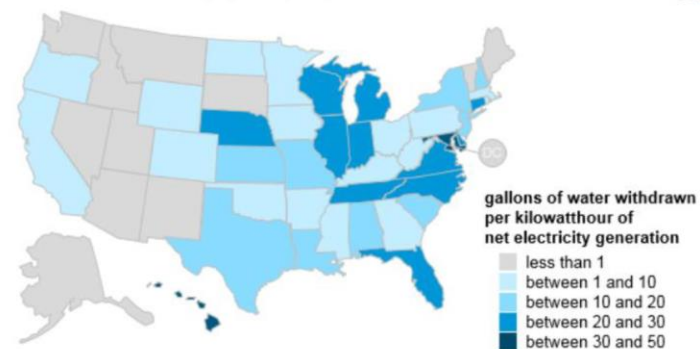 DC
gallons of water withdrawn
per kilowatthour of
net electricity generation
less than 1
between 1 and 10
between 10 and 20
between 20 and 30
between 30 and 50